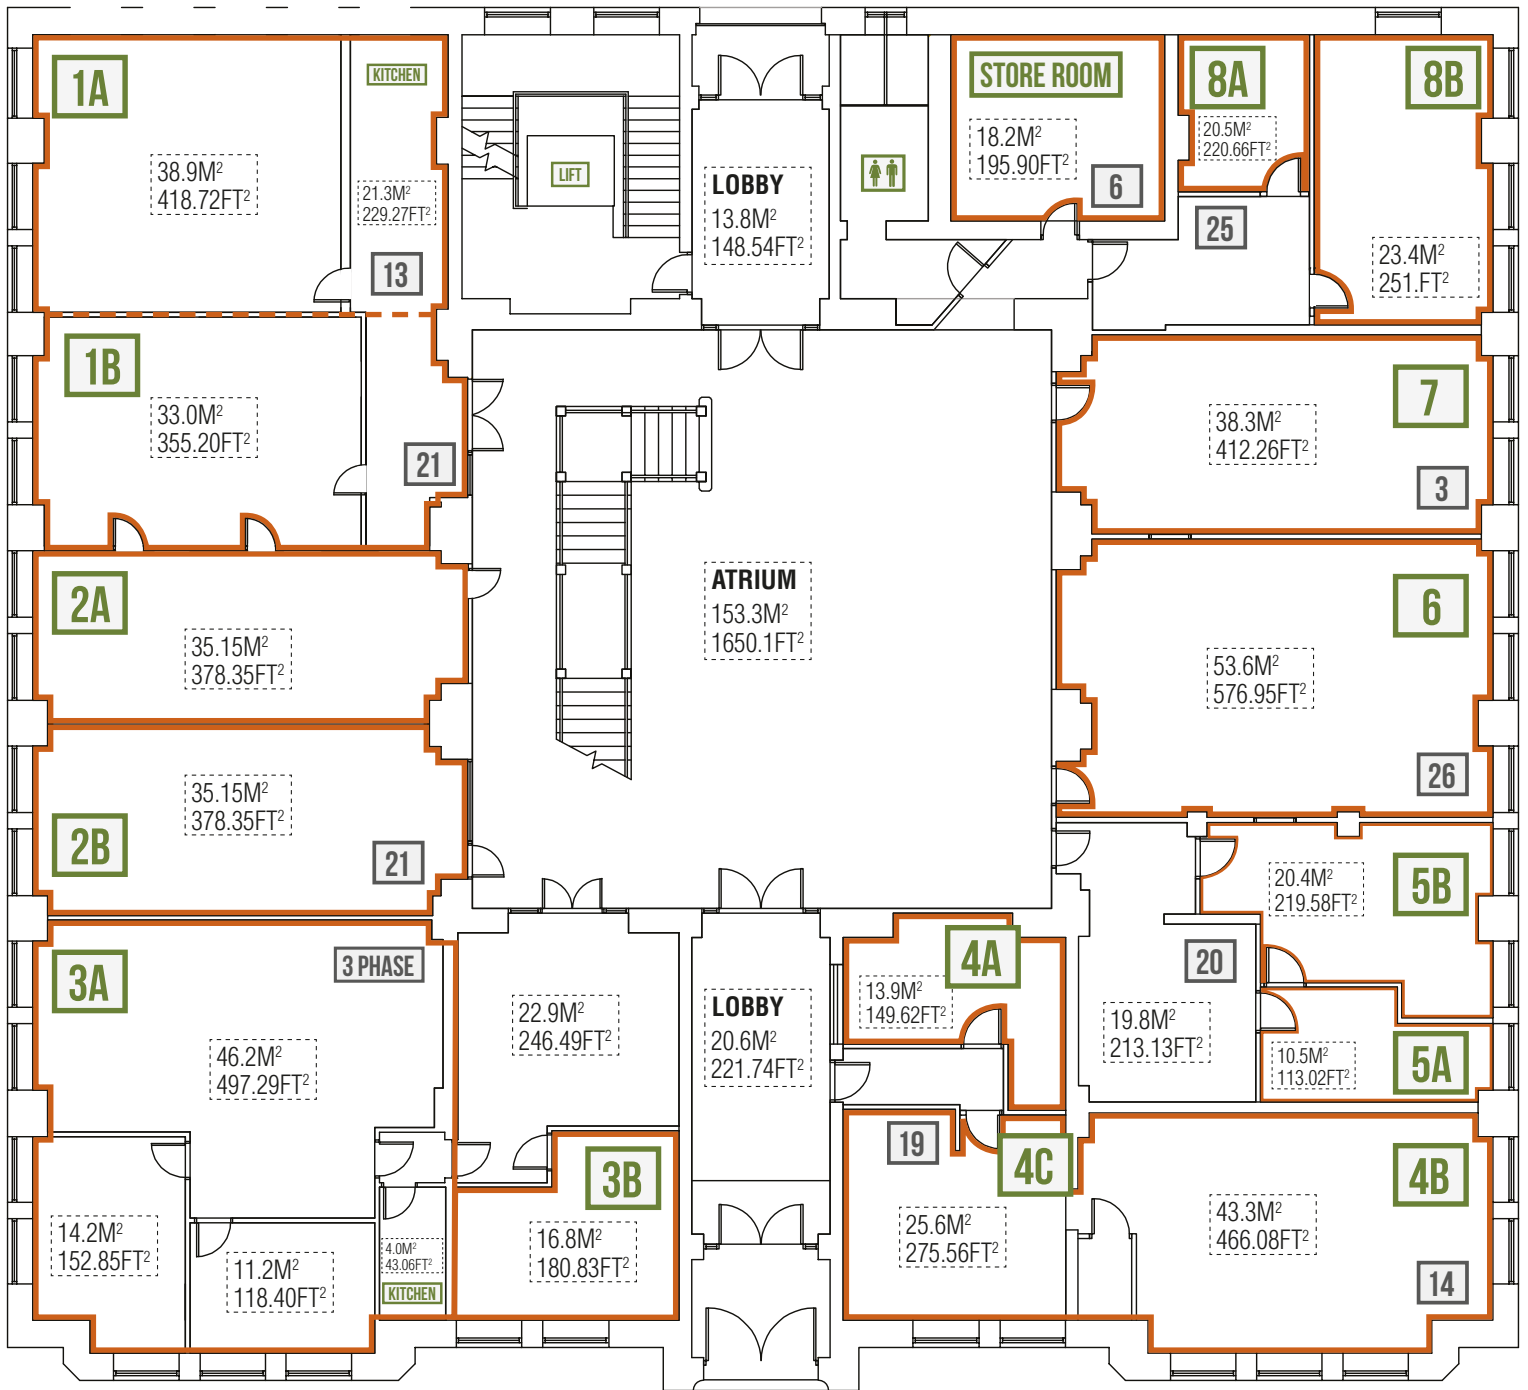 1A
38.9M²
418.72FT²
KITCHEN
21.3M²
229.27FT²
13
LIFT
LOBBY
13.8M²
148.54FT²
STORE ROOM
18.2M²
195.90FT²
6
8A
20.5M²
220.66FT²
25
8B
23.4M²
251.FT²
1B
33.0M²
355.20FT²
21
7
38.3M²
412.26FT²
3
2A
35.15M²
378.35FT²
ATRIUM
153.3M²
1650.1FT²
6
53.6M²
576.95FT²
26
35.15M²
378.35FT²
2B
21
20.4M²
219.58FT²
5B
3A
3 PHASE
46.2M²
497.29FT²
22.9M²
246.49FT²
LOBBY
20.6M²
221.74FT²
4A
13.9M²
149.62FT²
20
19.8M²
213.13FT²
10.5M²
113.02FT²
5A
14.2M²
152.85FT²
11.2M²
118.40FT²
4.0M²
43.06FT²
KITCHEN
3B
16.8M²
180.83FT²
19
4C
25.6M²
275.56FT²
4B
43.3M²
466.08FT²
14